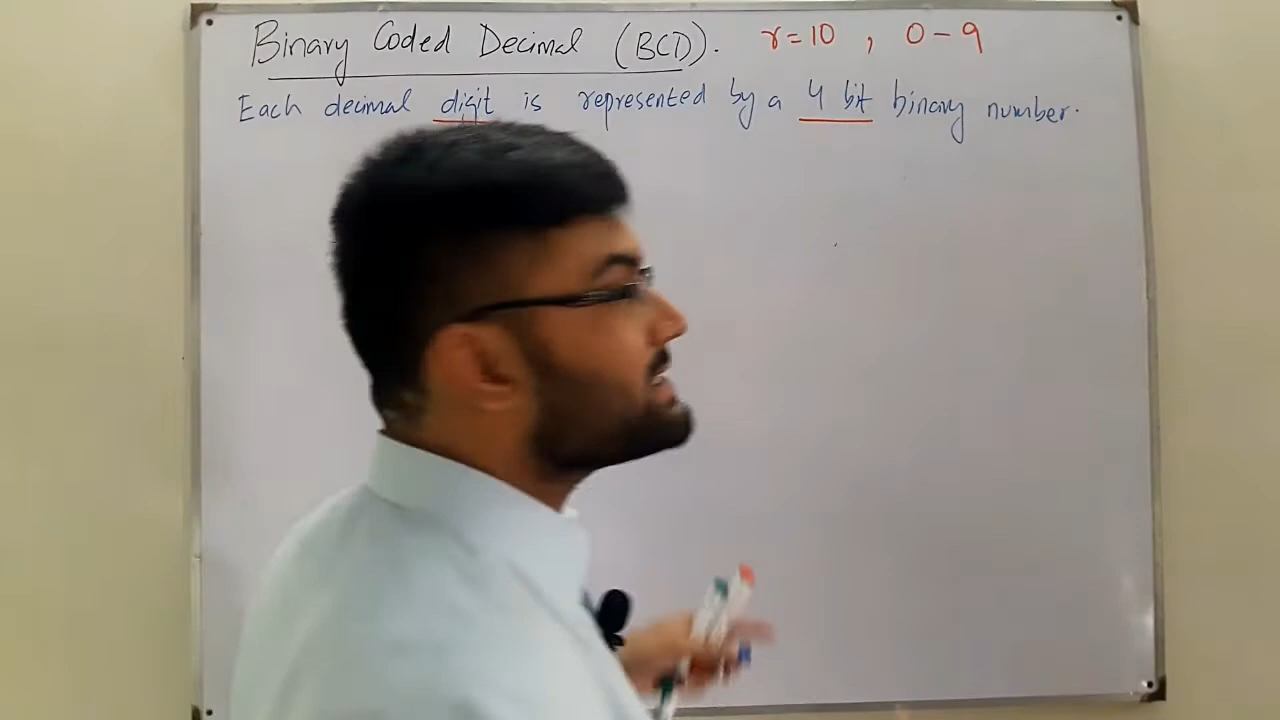 Binary Coded Decimal (BCD). r=10 , 0-9
Each decimal digit is represented by a 4 bit binary number.